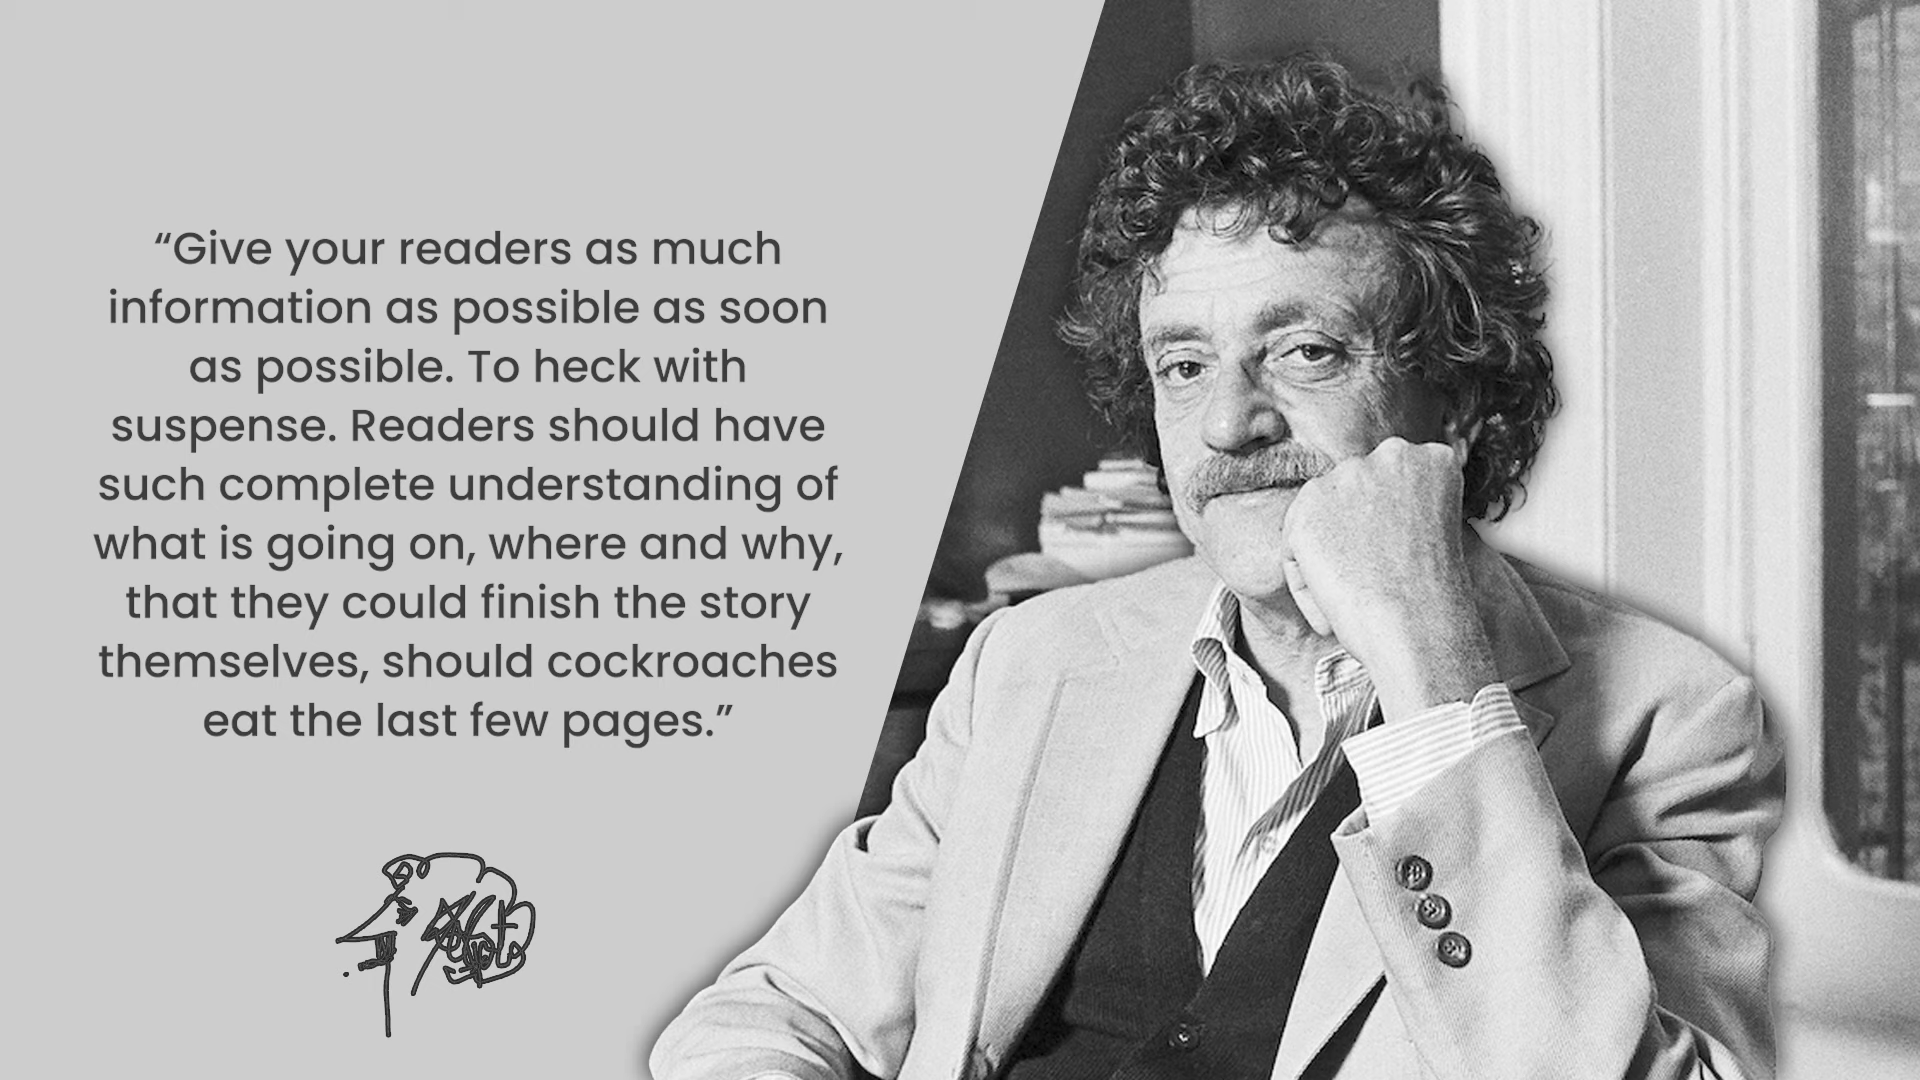 “Give your readers as much
information as possible as soon
as possible. To heck with
suspense. Readers should have
such complete understanding of
what is going on, where and why,
that they could finish the story
themselves, should cockroaches
eat the last few pages.”